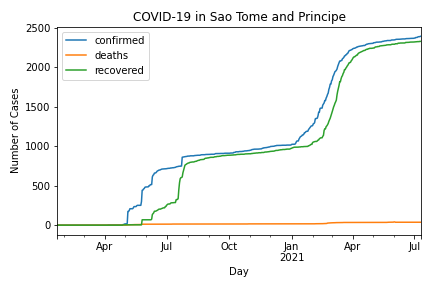 COVID-19 in Sao Tome and Principe
2500
2000
1500
1000
500
0
Number of Cases
confirmed
deaths
recovered
Apr
Jul
Oct
Jan
2021
Apr
Jul
Day